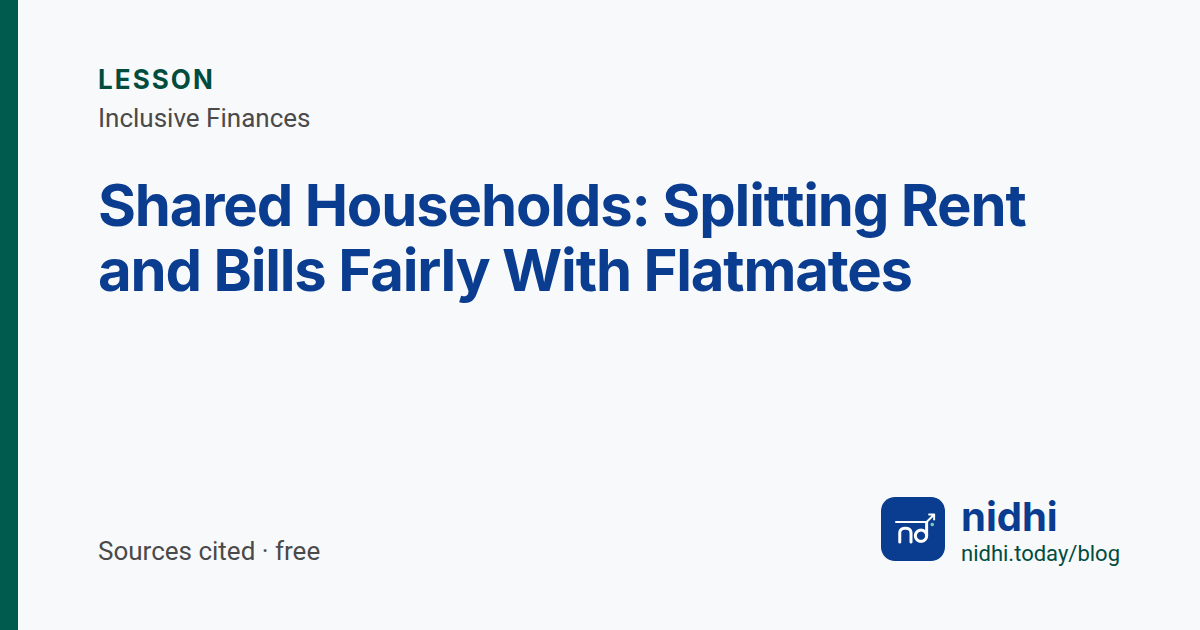 LESSON
Inclusive Finances
Shared Households: Splitting Rent
and Bills Fairly With Flatmates
Sources cited · free
nd
nidhi
nidhi.today/blog